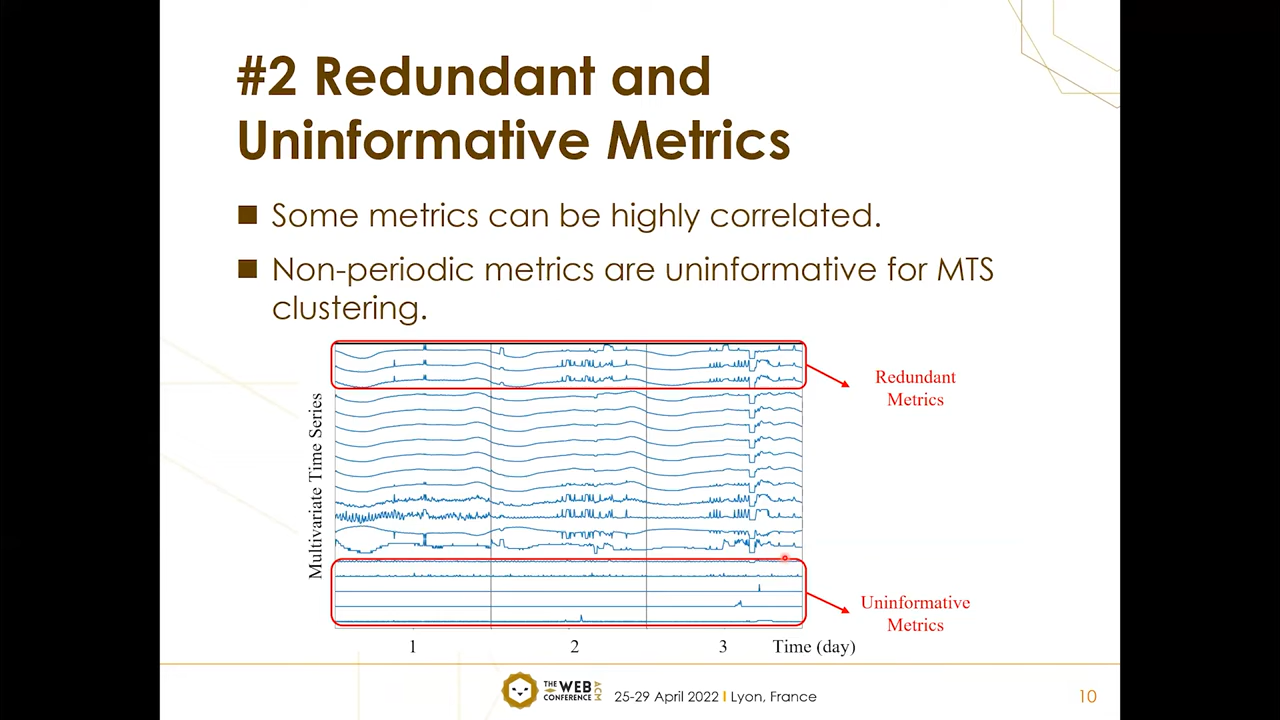 #2 Redundant and
Uninformative Metrics
Some metrics can be highly correlated.
Non-periodic metrics are uninformative for MTS
clustering.
Multivariate Time Series
Redundant
Metrics
Uninformative
Metrics
1 2 3 Time (day)
THE WEB CONFERENCE ACM
25-29 April 2022 I Lyon, France
10